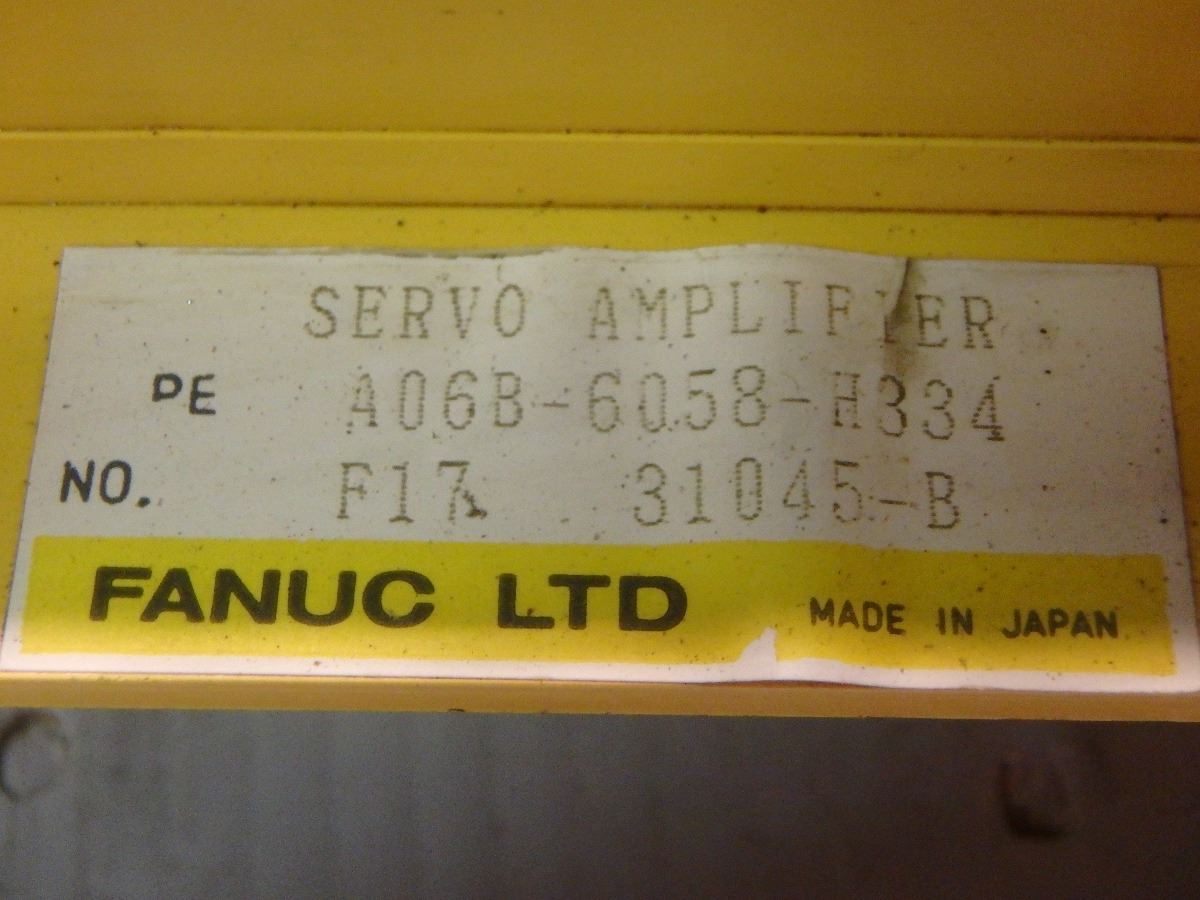 SERVO AMPLIFIER
PE A06B-6058-H334
NO. F17 31045-B
FANUC LTD MADE IN JAPAN